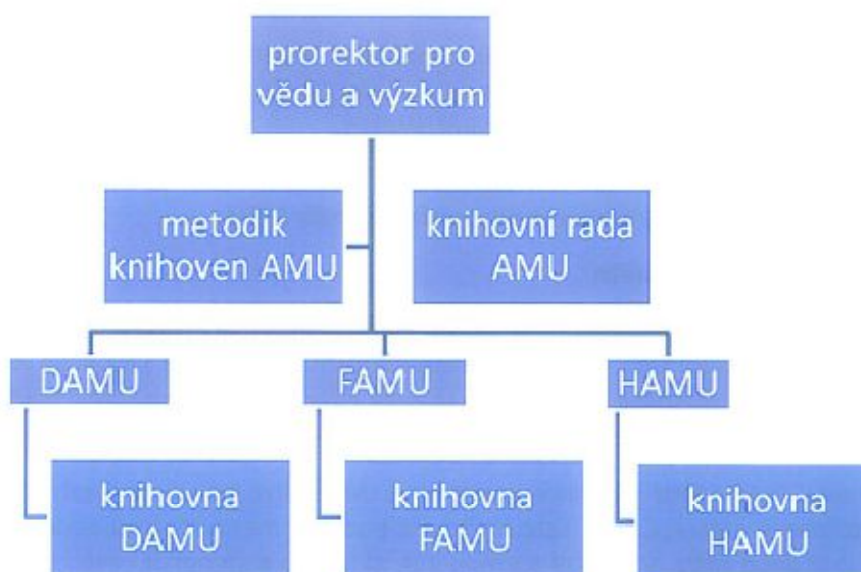 prorektor pro
vědu a výzkum
metodik
knihoven AMU
knihovní rada
AMU
DAMU
FAMU
HAMU
knihovna
DAMU
knihovna
FAMU
knihovna
HAMU